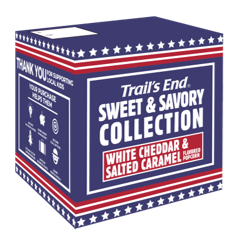 THANK YOU FOR SUPPORTING
LOCAL KIDS
YOUR PURCHASE
HELPS THEM
Trail's End®
SWEET & SAVORY
COLLECTION
WHITE CHEDDAR &
SALTED CARAMEL FLAVORED
POPCORN